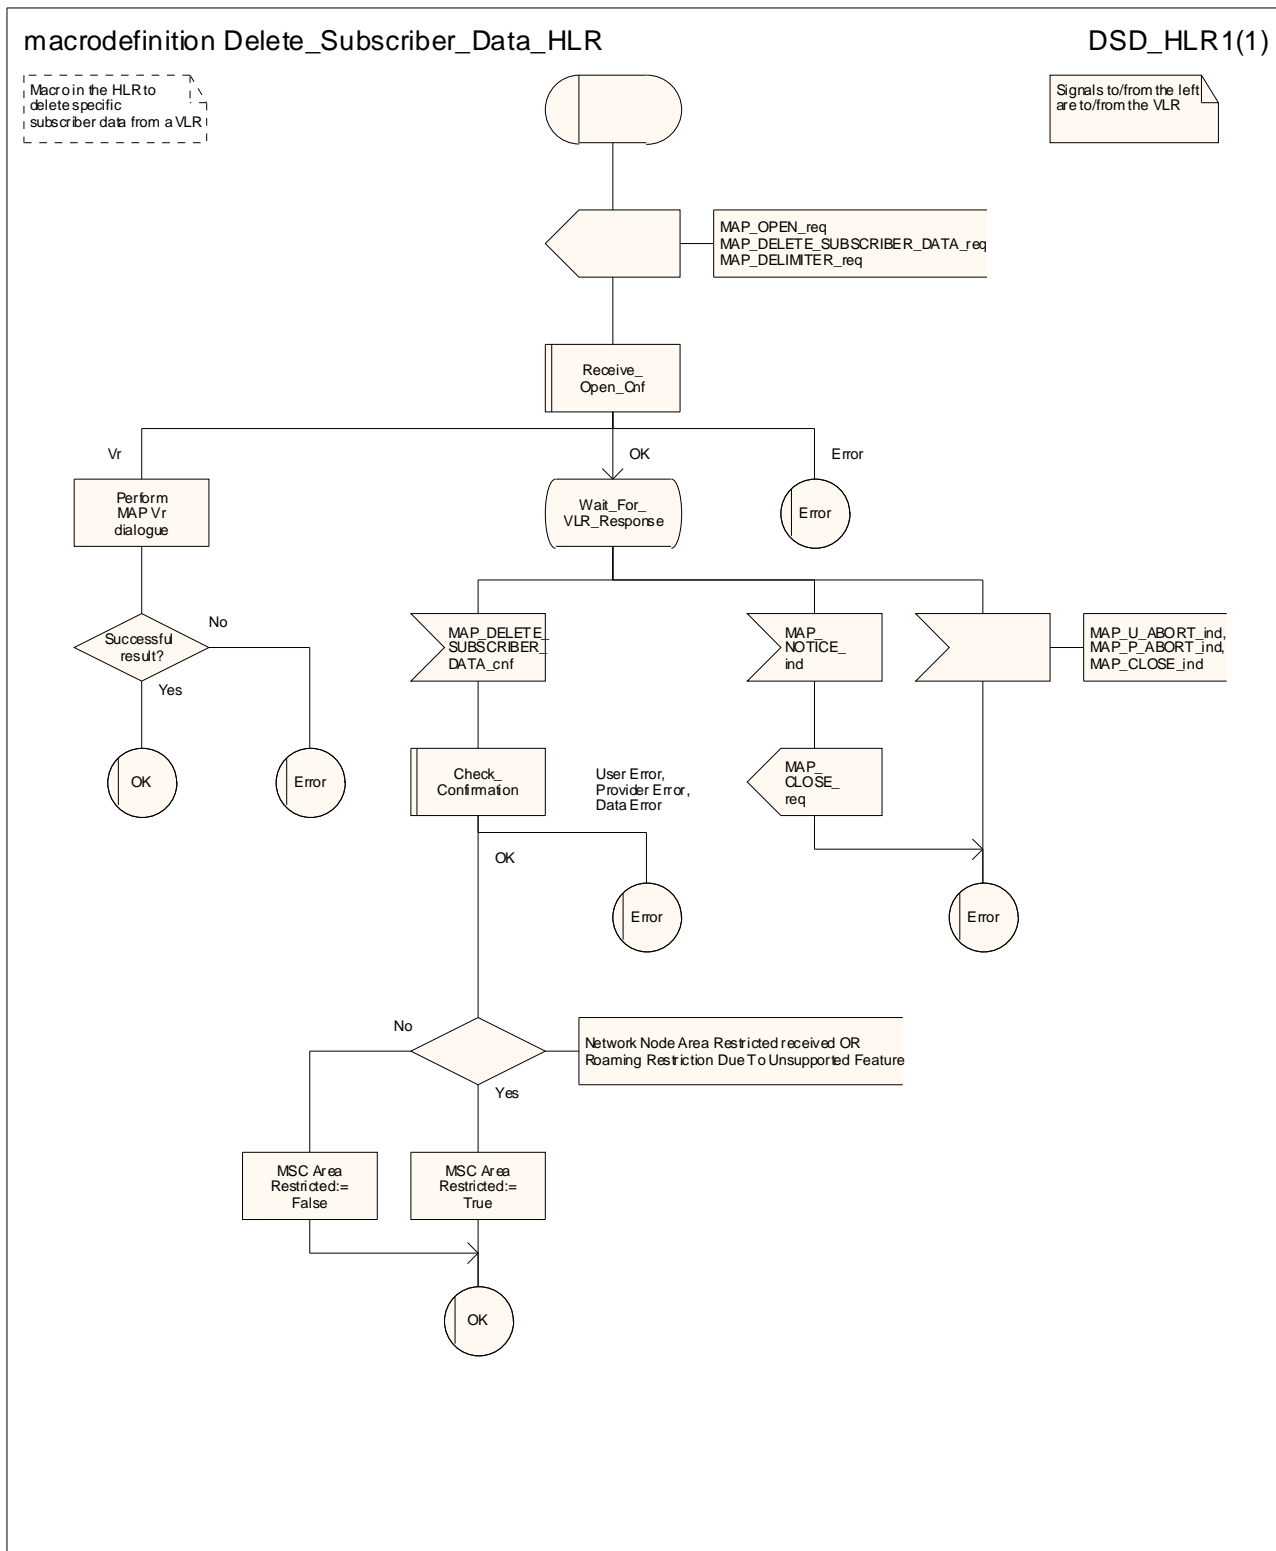 macrodefinition Delete_Subscriber_Data_HLR
DSD_HLR1(1)
Macro in the HLR to
delete specific
subscriber data from a VLR
Signals to/from the left
are to/from the VLR
MAP_OPEN_req
MAP_DELETE_SUBSCRIBER_DATA_req
MAP_DELIMITER_req
Receive_
Open_Cnf
Vr
OK
Error
Perform
MAP Vr
dialogue
Wait_For_
VLR_Response
Error
Successful
result?
No
Yes
MAP_DELETE_
SUBSCRIBER_
DATA_cnf
MAP_
NOTICE_
ind
MAP_U_ABORT_ind,
MAP_P_ABORT_ind,
MAP_CLOSE_ind
OK
Error
Check_
Confirmation
User Error,
Provider Error,
Data Error
MAP_
CLOSE_
req
OK
Error
Error
No
Yes
Network Node Area Restricted received OR
Roaming Restriction Due To Unsupported Feature
MSC Area
Restricted:=
False
MSC Area
Restricted:=
True
OK